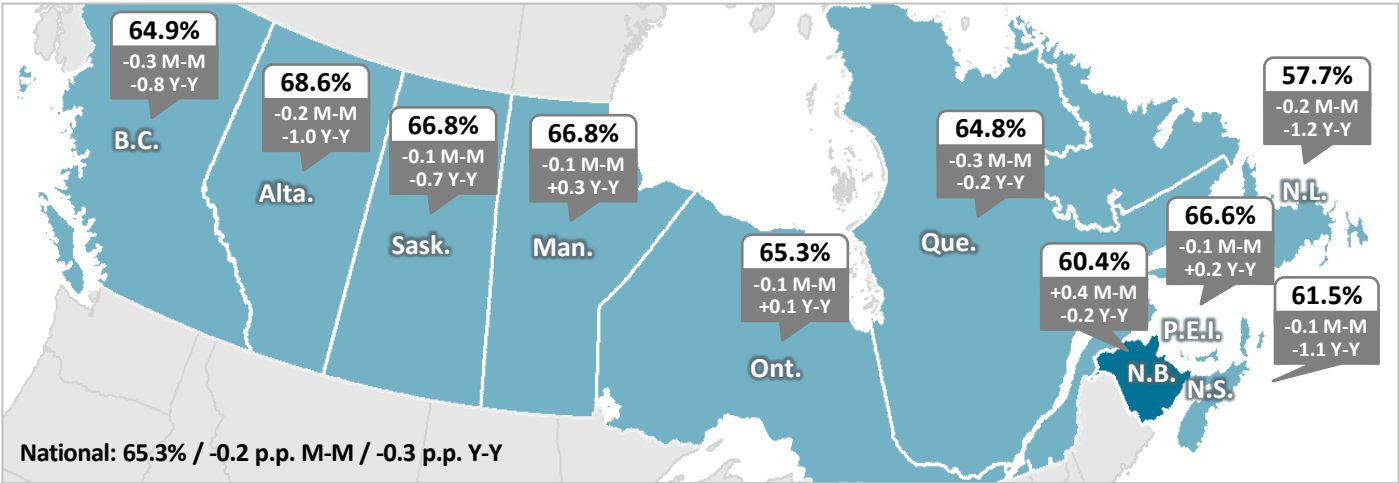 64.9%
-0.3 M-M
-0.8 Y-Y
B.C.
68.6%
-0.2 M-M
-1.0 Y-Y
Alta.
66.8%
-0.1 M-M
-0.7 Y-Y
Sask.
66.8%
-0.1 M-M
+0.3 Y-Y
Man.
65.3%
-0.1 M-M
+0.1 Y-Y
Ont.
64.8%
-0.3 M-M
-0.2 Y-Y
Que.
57.7%
-0.2 M-M
-1.2 Y-Y
N.L.
66.6%
-0.1 M-M
+0.2 Y-Y
P.E.I.
60.4%
+0.4 M-M
-0.2 Y-Y
N.B.
61.5%
-0.1 M-M
-1.1 Y-Y
N.S.
National: 65.3% / -0.2 p.p. M-M / -0.3 p.p. Y-Y